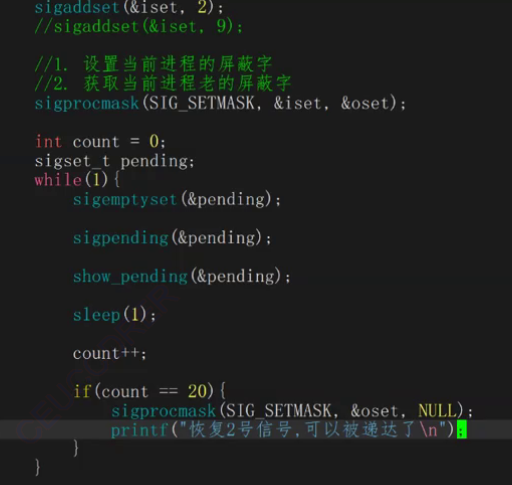 sigaddset(&iset, 2);
//sigaddset(&iset, 9);
//1. 设置当前进程的屏蔽字
//2. 获取当前进程老的屏蔽字
sigprocmask(SIG_SETMASK, &iset, &oset);
int count = 0;
sigset_t pending;
while(1){
sigemptyset(&pending);
sigpending(&pending);
show_pending(&pending);
sleep(1);
count++;
if(count == 20){
sigprocmask(SIG_SETMASK, &oset, NULL);
printf("恢复2号信号,可以被递达了\n");
}
}